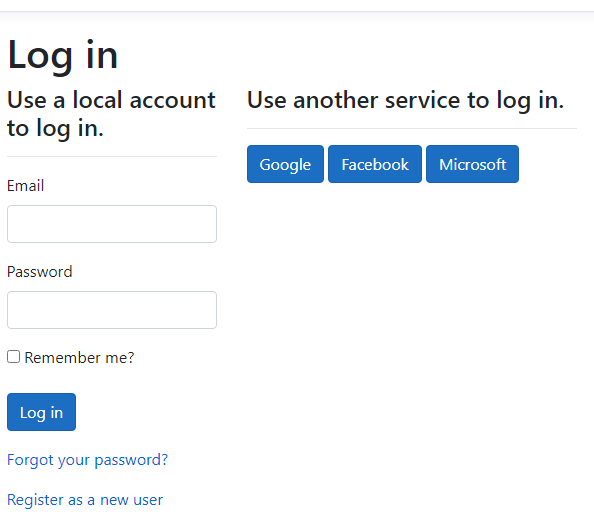 Log in
Use a local account
to log in.
Email
Password
Remember me?
Log in
Forgot your password?
Register as a new user
Use another service to log in.
Google Facebook Microsoft